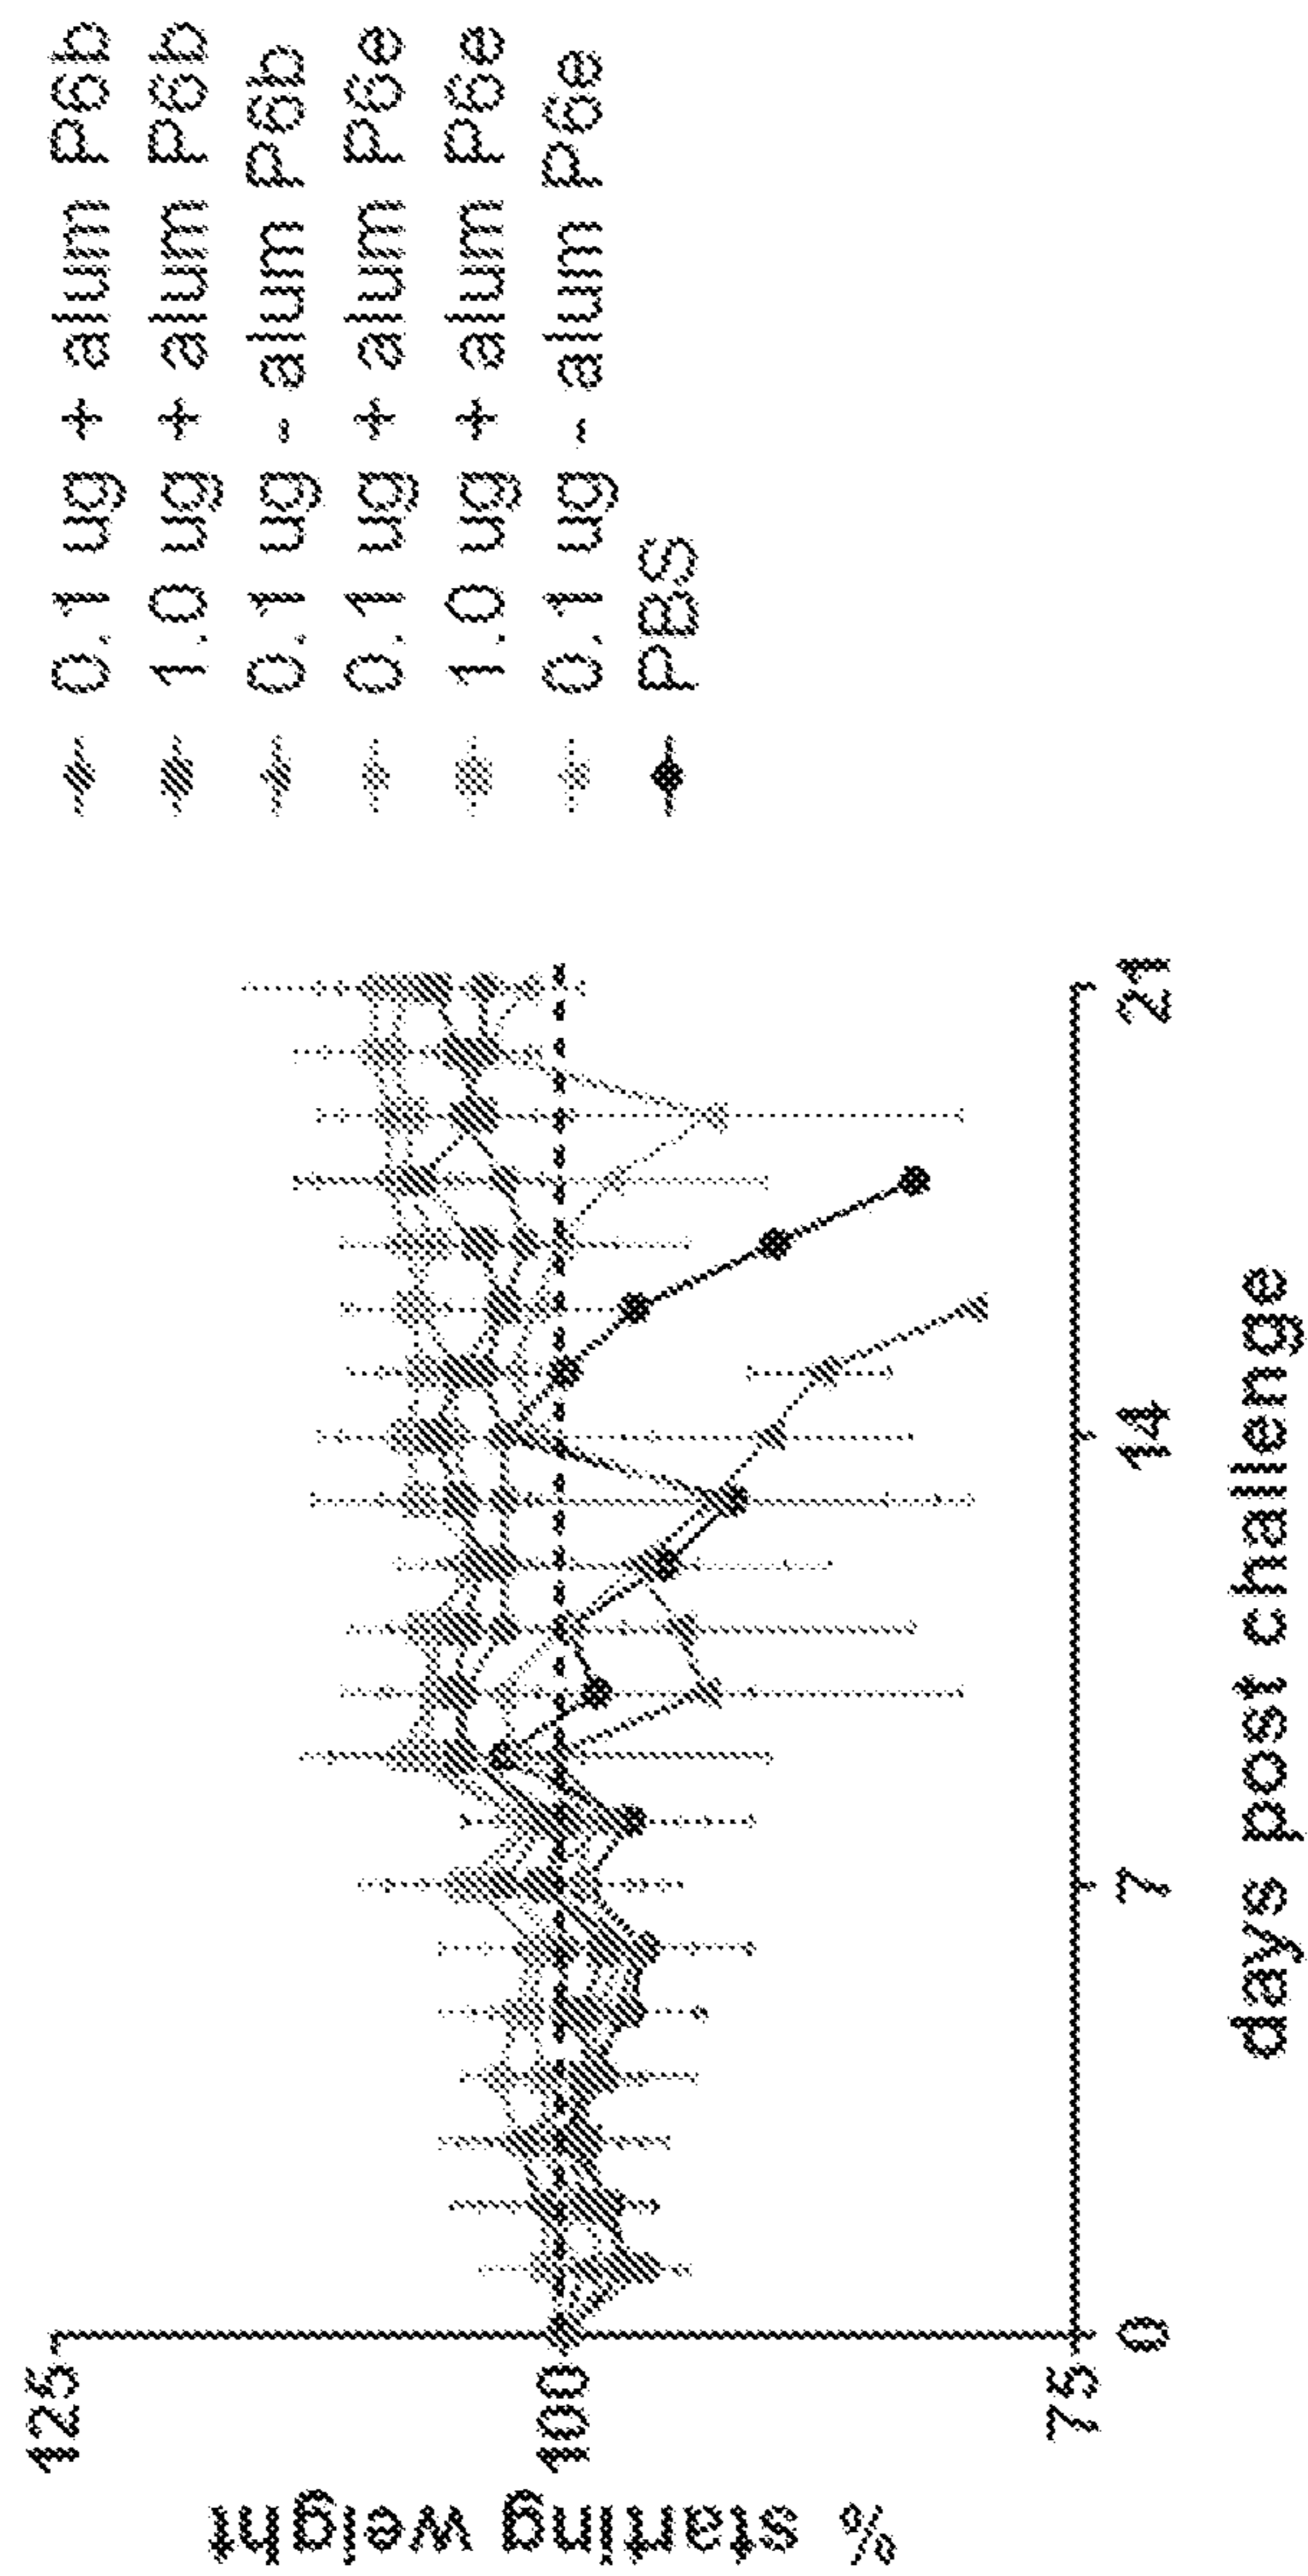 0.1 ug + alum P6b
1.0 ug + alum P6b
0.1 ug - alum P6b
0.1 ug + alum P6e
1.0 ug + alum P6e
0.1 ug - alum P6e
PBS
% starting weight
125
100
75
0
7
14
21
days post challenge